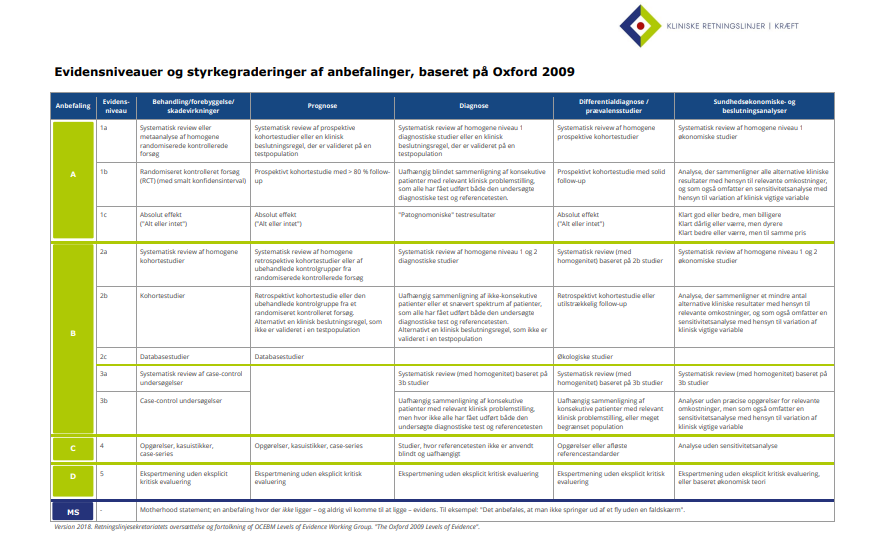 KLINISKE RETNINGSLINJER | KRÆFT
Evidensniveauer og styrkegraderinger af anbefalinger, baseret på Oxford 2009
Anbefaling
Evidens-
niveau
Behandling/forebyggelse/
skadevirkninger
Prognose
Diagnose
Differentialdiagnose /
prævalensstudier
Sundhedsøkonomiske- og
beslutningsanalyser
A
1a
Systematisk review eller
metaanalyse af homogene
randomiserede kontrollerede
forsøg
Systematisk review af prospektive
kohortestudier eller en klinisk
beslutningsregel, der er valideret på en
testpopulation
Systematisk review af homogene niveau 1
diagnostiske studier eller en klinisk
beslutningsregel, der er valideret på en
testpopulation
Systematisk reivew af homogene
prospektive kohortestudier
Systematisk review af homogene niveau 1
økonomiske studier
1b
Randomiseret kontrolleret forsøg
(RCT) (med smalt konfidensinterval)
Prospektivt kohortestudie med > 80 % follow-
up
Uafhængig blindet sammenligning af konsekutive
patienter med relevant klinisk problemstilling,
som alle har fået udført både den undersøgte
diagnostiske test og referencetesten.
Prospektivt kohortestudie med solid
follow-up
Analyse, der sammenligner alle alternative kliniske
resultater med hensyn til relevante omkostninger,
og som også omfatter en sensitivitetsanalyse med
hensyn til variation af klinisk vigtige variable
1c
Absolut effekt
("Alt eller intet")
Absolut effekt
("Alt eller intet")
"Patognomoniske" testresultater
Absolut effekt
("Alt eller intet")
Klart god eller bedre, men billigere
Klart dårlig eller værre, men dyrere
Klart bedre eller værre, men til samme pris
B
2a
Systematisk review af homogene
kohortestudier
Systematisk review af homogene
retrospektive kohortestudier eller af
ubehandlede kontrolgrupper fra
randomiserede kontrollerede forsøg
Systematisk review af homogene niveau 1 og 2
diagnostiske studier
Systematisk review (med
homogenitet) baseret på 2b studier
Systematisk review af homogene niveau 1 og 2
økonomiske studier
2b
Kohortestudier
Retrospektivt kohortestudie eller den
ubehandlede kontrolgruppe fra et
randomiseret kontrolleret forsøg.
Alternativt en klinisk beslutningsregel, som
ikke er valideret i en testpopulation
Uafhængig sammenligning af ikke-konsekutive
patienter eller et snævert spektrum af patienter,
som alle har fået udført både den undersøgte
diagnostiske test og referencetesten.
Alternativt en klinisk beslutningsregel, som ikke er
valideret i en testpopulation
Retrospektivt kohortestudie eller
utilstrækkelig follow-up
Analyse, der sammenligner et mindre antal
alternative kliniske resultater med hensyn til
relevante omkostninger, og som også omfatter en
sensitivitetsanalyse med hensyn til variation af
klinisk vigtige variable
2c
Databasestudier
Databasestudier
Økologiske studier
3a
Systematisk review af case-control
undersøgelser
Systematisk review (med homogenitet) baseret på
3b studier
Systematisk review (med
homogenitet) baseret på 3b studier
Systematisk review (med homogenitet) baseret på
3b studier
3b
Case-control undersøgelser
Uafhængig sammenligning af konsekutive
patienter med relevant klinisk problemstilling,
men hvor ikke alle har fået udført både den
undersøgte diagnostiske test og referencetesten
Uafhængig sammenligning af
konsekutive patienter med relevant
klinisk problemstilling, eller meget
begrænset population
Analyser uden præcise opgørelser for relevante
omkostninger, men som også omfatter en
sensitivitetsanalyse med hensyn til variation af
klinisk vigtige variable
C
4
Opgørelser, kasuistikker,
case-series
Opgørelser, kasuistikker, case-series
Studier, hvor referencetesten ikke er anvendt
blindt og uafhængigt
Opgørelser eller afløste
referencestandarder
Analyse uden sensitivitetsanalyse
D
5
Ekspertmening uden eksplicit
kritisk evaluering
Ekspertmening uden eksplicit kritisk
evaluering
Ekspertmening uden eksplicit kritisk evaluering
Ekspertmening uden eksplicit kritisk
evaluering
Ekspertmening uden eksplicit kritisk evaluering,
eller baseret økonomisk teori
MS
-
Motherhood statement; en anbefaling hvor der ikke ligger – og aldrig vil komme til at ligge – evidens. Til eksempel: "Det anbefales, at man ikke springer ud af et fly uden en faldskærm".
Version 2018. Retningslinjesekretariatets oversættelse og fortolkning af OCEBM Levels of Evidence Working Group. "The Oxford 2009 Levels of Evidence".